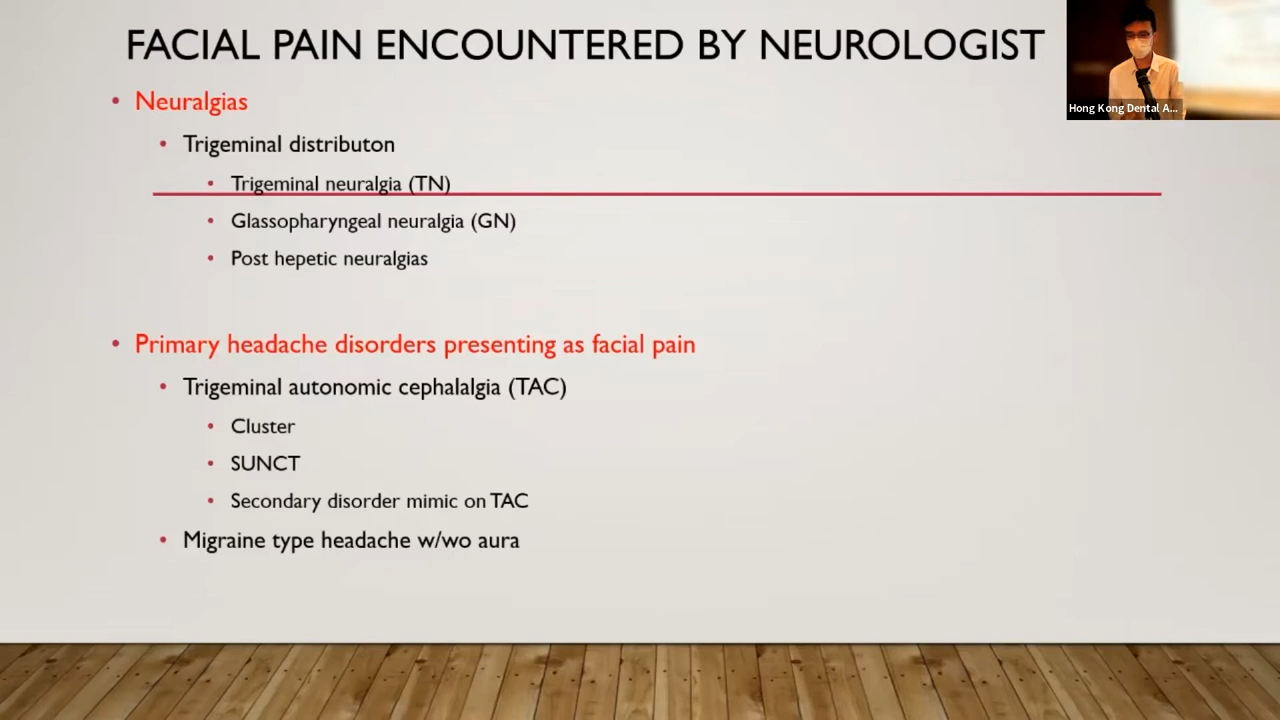 FACIAL PAIN ENCOUNTERED BY NEUROLOGIST
Hong Kong Dental A...
• Neuralgias
• Trigeminal distributon
• Trigeminal neuralgia (TN)
• Glassopharyngeal neuralgia (GN)
• Post hepetic neuralgias
• Primary headache disorders presenting as facial pain
• Trigeminal autonomic cephalalgia (TAC)
• Cluster
• SUNCT
• Secondary disorder mimic on TAC
• Migraine type headache w/wo aura